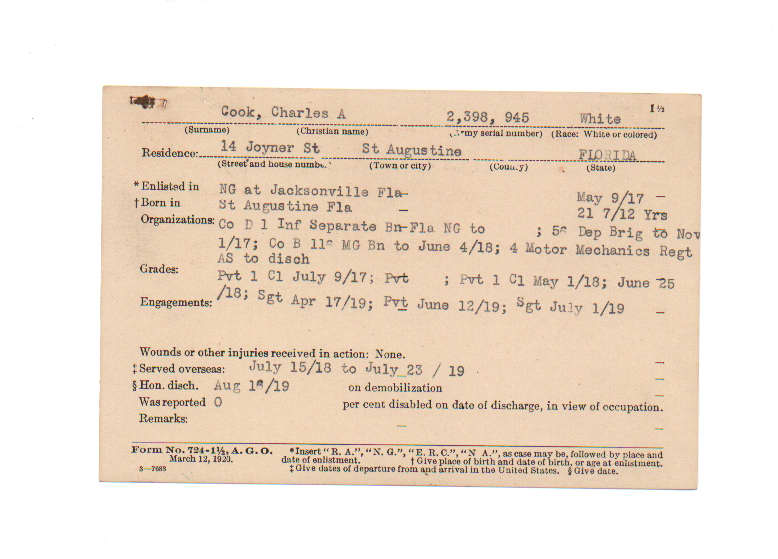 1½
Cook, Charles A 2,398, 945 White
(Surname) (Christian name) (Army serial number) (Race: White or colored)
Residence: 14 Joyner St St Augustine FLORIDA
(Street and house number) (Town or city) (County) (State)
* Enlisted in NG at Jacksonville Fla May 9/17
† Born in St Augustine Fla 21 7/12 Yrs
Organizations: Co D 1 Inf Separate Bn Fla NG to ; Dep Brig to Nov
1/17; Co B MG Bn to June 4/18; 4 Motor Mechanics Regt
AS to disch
Grades: Pvt 1 Cl July 9/17; Pvt ; Pvt 1 Cl May 1/18; June 25
/18; Sgt Apr 17/19; Pvt June 12/19; Sgt July 1/19
Engagements:
Wounds or other injuries received in action: None.
‡ Served overseas: July 15/18 to July 23 / 19
§ Hon. disch. Aug /19 on demobilization
Was reported 0 per cent disabled on date of discharge, in view of occupation.
Remarks:
Form No. 724-1½, A. G. O. *Insert "R. A.", "N. G.", "E. R. C.", "N A.", as case may be, followed by place and
March 12, 1920. date of enlistment. † Give place of birth and date of birth, or age at enlistment.
3—7688 ‡ Give dates of departure from and arrival in the United States. § Give date.